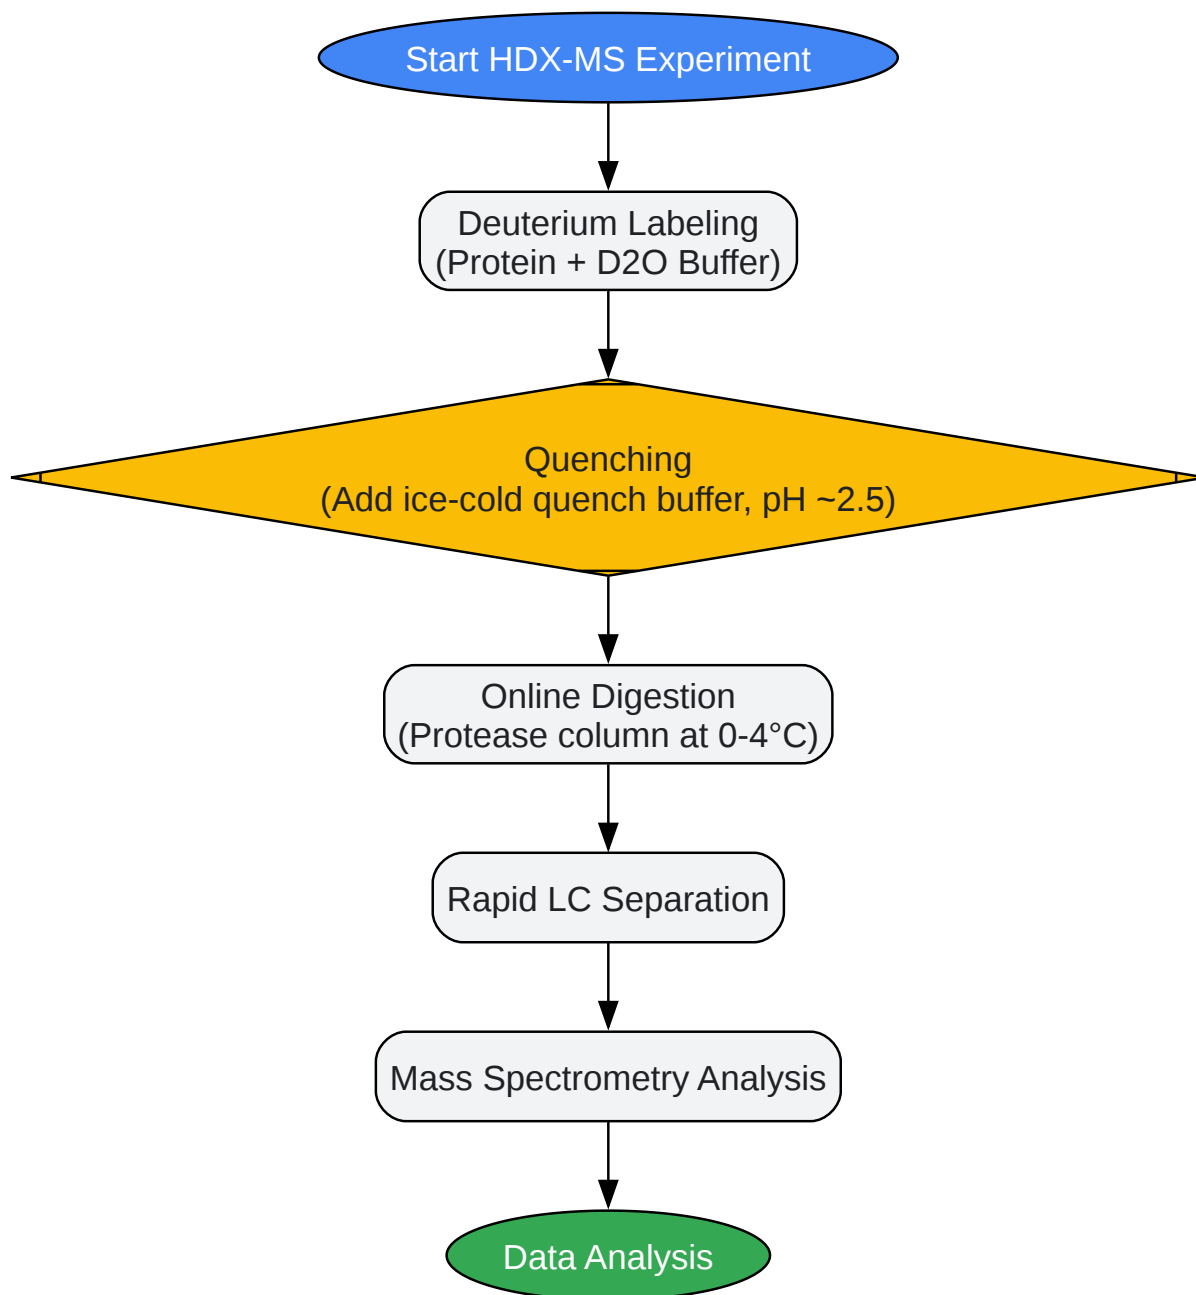 Start HDX-MS Experiment
Deuterium Labeling
(Protein + D2O Buffer)
Quenching
(Add ice-cold quench buffer, pH ~2.5)
Online Digestion
(Protease column at 0-4°C)
Rapid LC Separation
Mass Spectrometry Analysis
Data Analysis